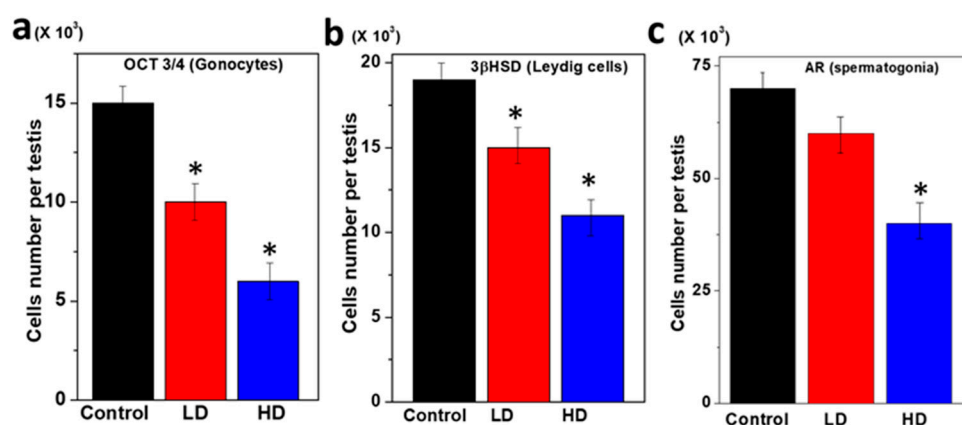 a (X 10³)
OCT 3/4 (Gonocytes)
Cells number per testis
15
10
5
0
*
*
Control LD HD
b (X 10³)
3βHSD (Leydig cells)
Cells number per testis
20
15
10
5
0
*
*
Control LD HD
c (X 10³)
AR (spermatogonia)
Cells number per testis
75
50
25
0
*
Control LD HD